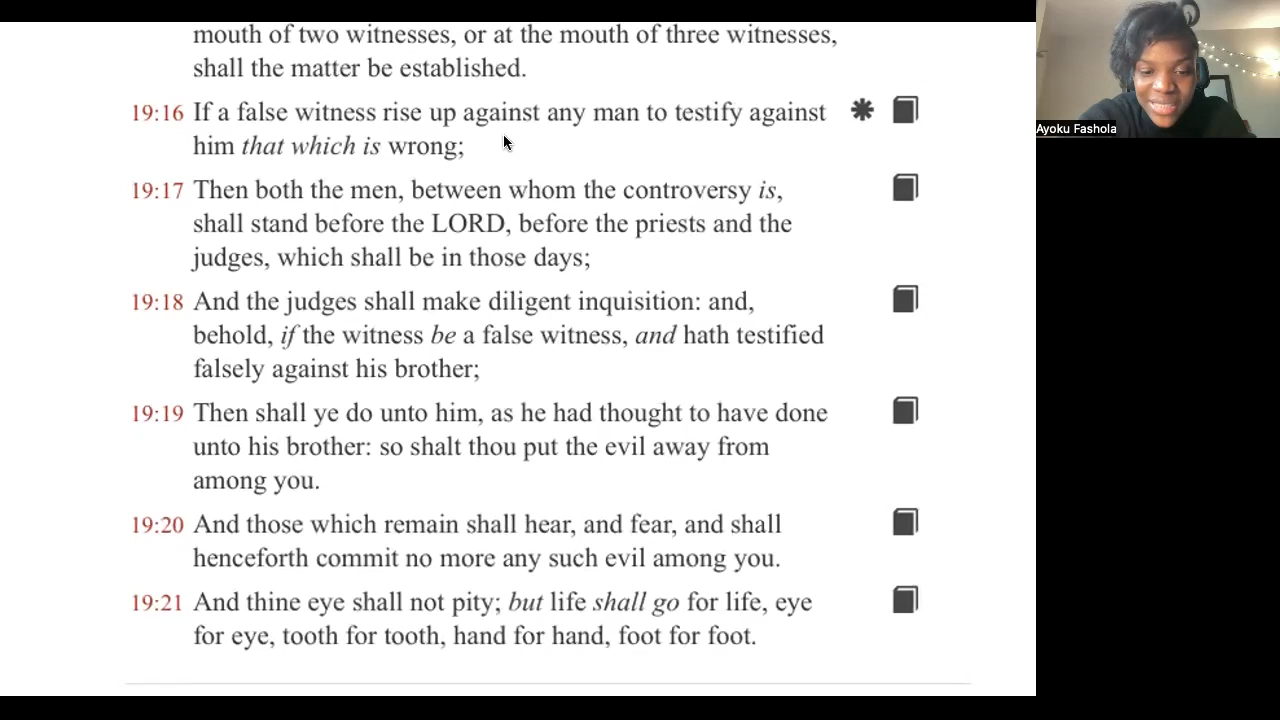 mouth of two witnesses, or at the mouth of three witnesses,
shall the matter be established.
19:16 If a false witness rise up against any man to testify against
him that which is wrong;
19:17 Then both the men, between whom the controversy is,
shall stand before the LORD, before the priests and the
judges, which shall be in those days;
19:18 And the judges shall make diligent inquisition: and,
behold, if the witness be a false witness, and hath testified
falsely against his brother;
19:19 Then shall ye do unto him, as he had thought to have done
unto his brother: so shalt thou put the evil away from
among you.
19:20 And those which remain shall hear, and fear, and shall
henceforth commit no more any such evil among you.
19:21 And thine eye shall not pity; but life shall go for life, eye
for eye, tooth for tooth, hand for hand, foot for foot.
Ayoku Fashola